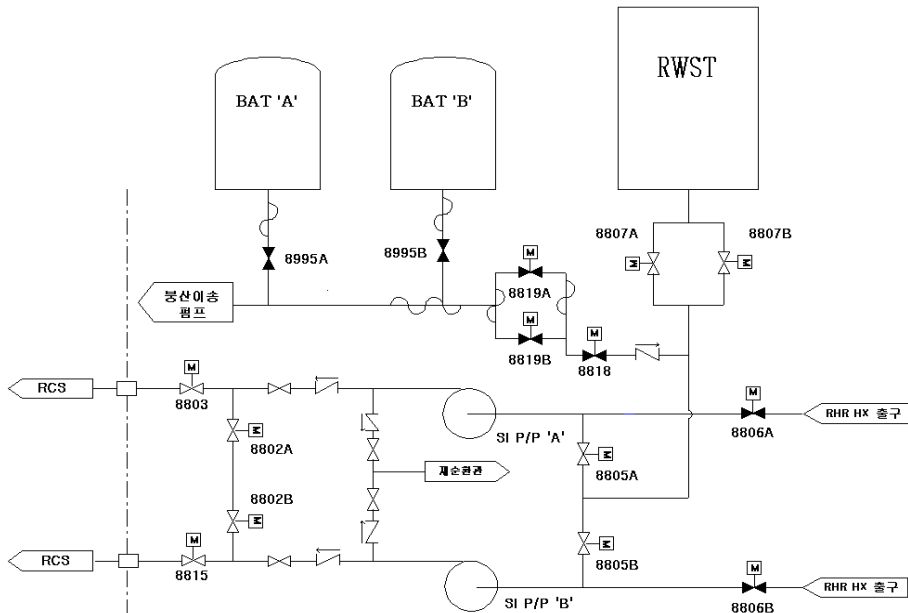 RWST
BAT 'A'
BAT 'B'
8807A
8807B
M
M
8995A
8995B
M
8819A
붕산이송
펌프
M
8819B
M
8818
M
RCS
8803
M
RHR HX 출구
8806A
SI P/P 'A'
M
8802A
M
8805A
재순환관
8802B
M
M
8805B
M
RCS
8815
M
RHR HX 출구
8806B
SI P/P 'B'